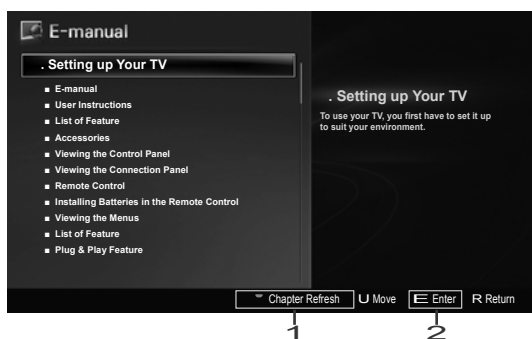 E-manual
. Setting up Your TV
■ E-manual
■ User Instructions
■ List of Feature
■ Accessories
■ Viewing the Control Panel
■ Viewing the Connection Panel
■ Remote Control
■ Installing Batteries in the Remote Control
■ Viewing the Menus
■ List of Feature
■ Plug & Play Feature
. Setting up Your TV
To use your TV, you first have to set it up
to suit your environment.
Chapter Refresh U Move E Enter R Return
1 2